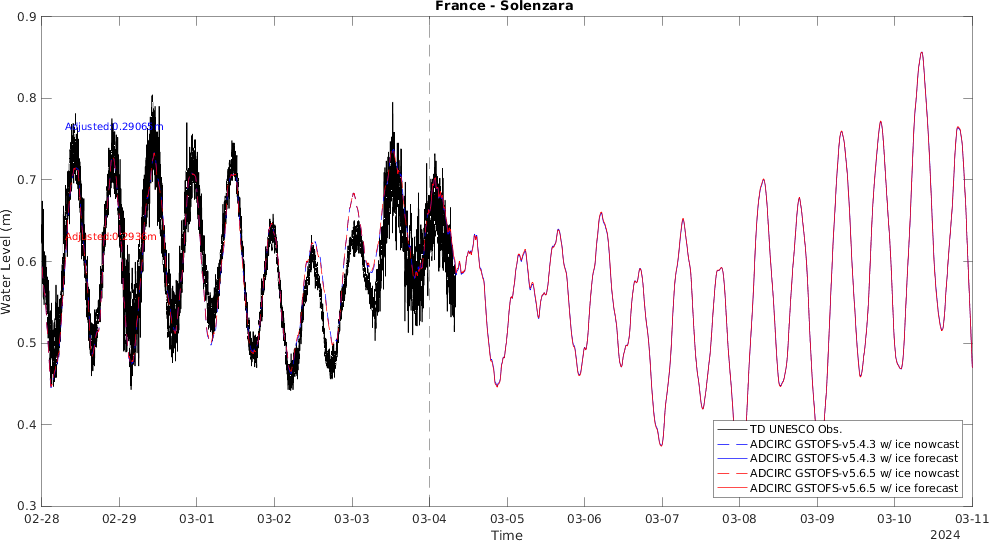 France - Solenzara
0.9
0.8
0.7
0.6
0.5
0.4
0.3
Water Level (m)
Adjusted:0.29065m
Adjusted:0.2936m
TD UNESCO Obs.
ADCIRC GSTOFS-v5.4.3 w/ ice nowcast
ADCIRC GSTOFS-v5.4.3 w/ ice forecast
ADCIRC GSTOFS-v5.6.5 w/ ice nowcast
ADCIRC GSTOFS-v5.6.5 w/ ice forecast
02-28 02-29 03-01 03-02 03-03 03-04 03-05 03-06 03-07 03-08 03-09 03-10 03-11
Time
2024